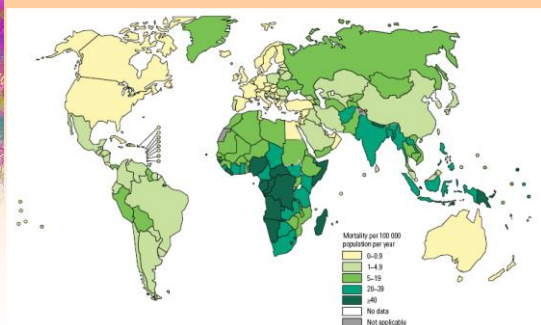 Mortality per 100 000
population per year
0–0.9
1–4.9
5–19
20–39
≥40
No data
Not applicable